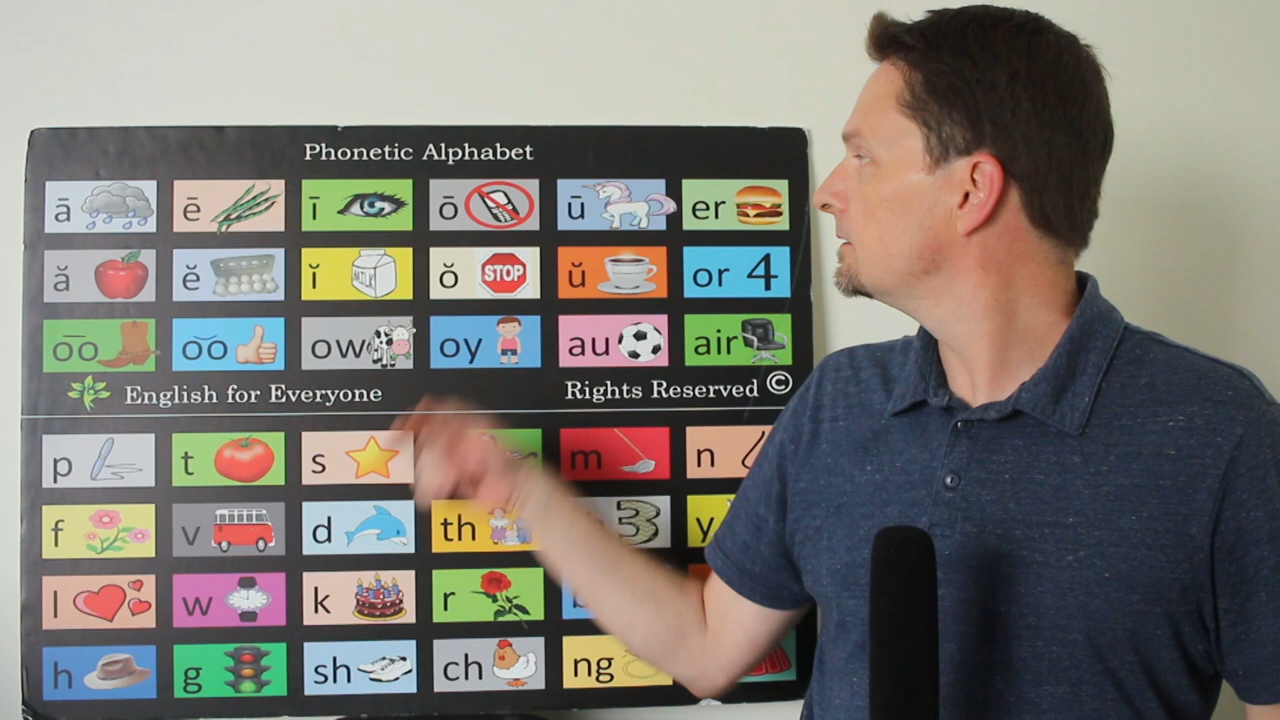 Phonetic Alphabet
ā ē ī ō ū er
ă ĕ ĭ ŏ STOP ŭ or 4
o͞o o͝o ow oy au air
English for Everyone Rights Reserved ©
p t s m n
f v d th 3 y
l w k r
h g sh ch ng